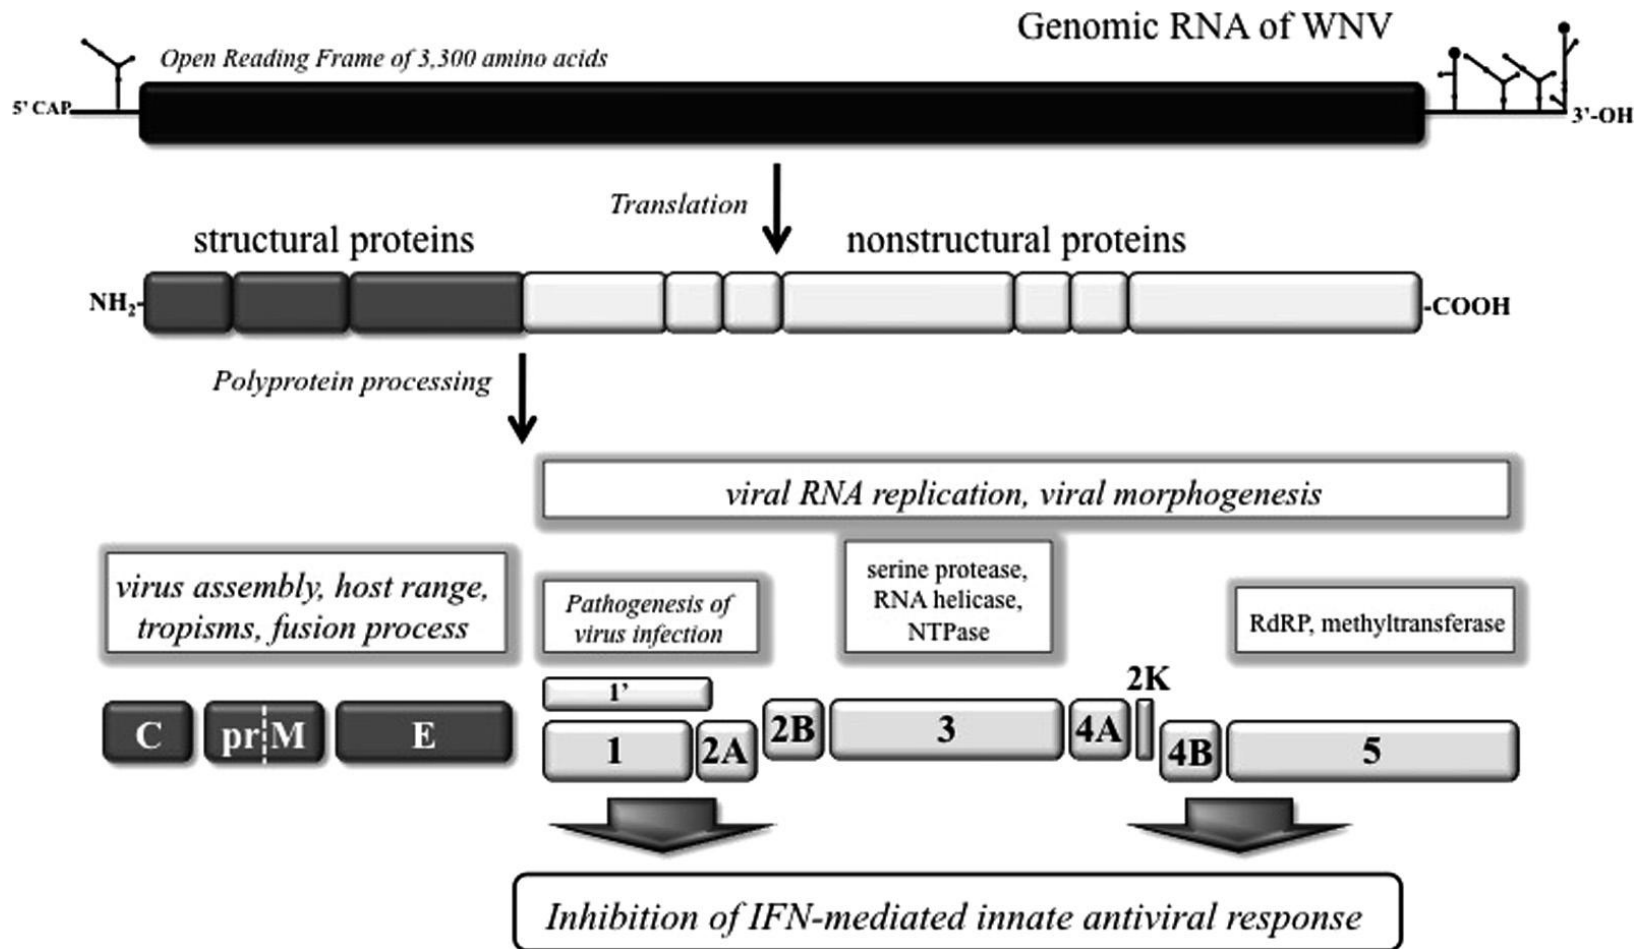 Genomic RNA of WNV
Open Reading Frame of 3,300 amino acids
5' CAP
3'-OH
Translation
structural proteins
nonstructural proteins
NH2-
-COOH
Polyprotein processing
viral RNA replication, viral morphogenesis
virus assembly, host range,
tropisms, fusion process
Pathogenesis of
virus infection
serine protease,
RNA helicase,
NTPase
RdRP, methyltransferase
1’
2K
C
pr M
E
1
2A
2B
3
4A
4B
5
Inhibition of IFN-mediated innate antiviral response